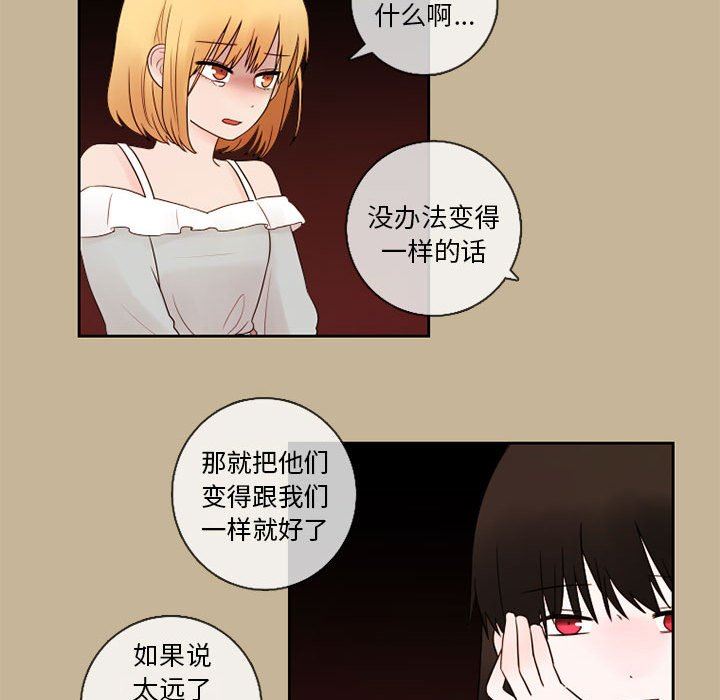 什么啊...
没办法变得
一样的话
那就把他们
变得跟我们
一样就好了
如果说
太远了